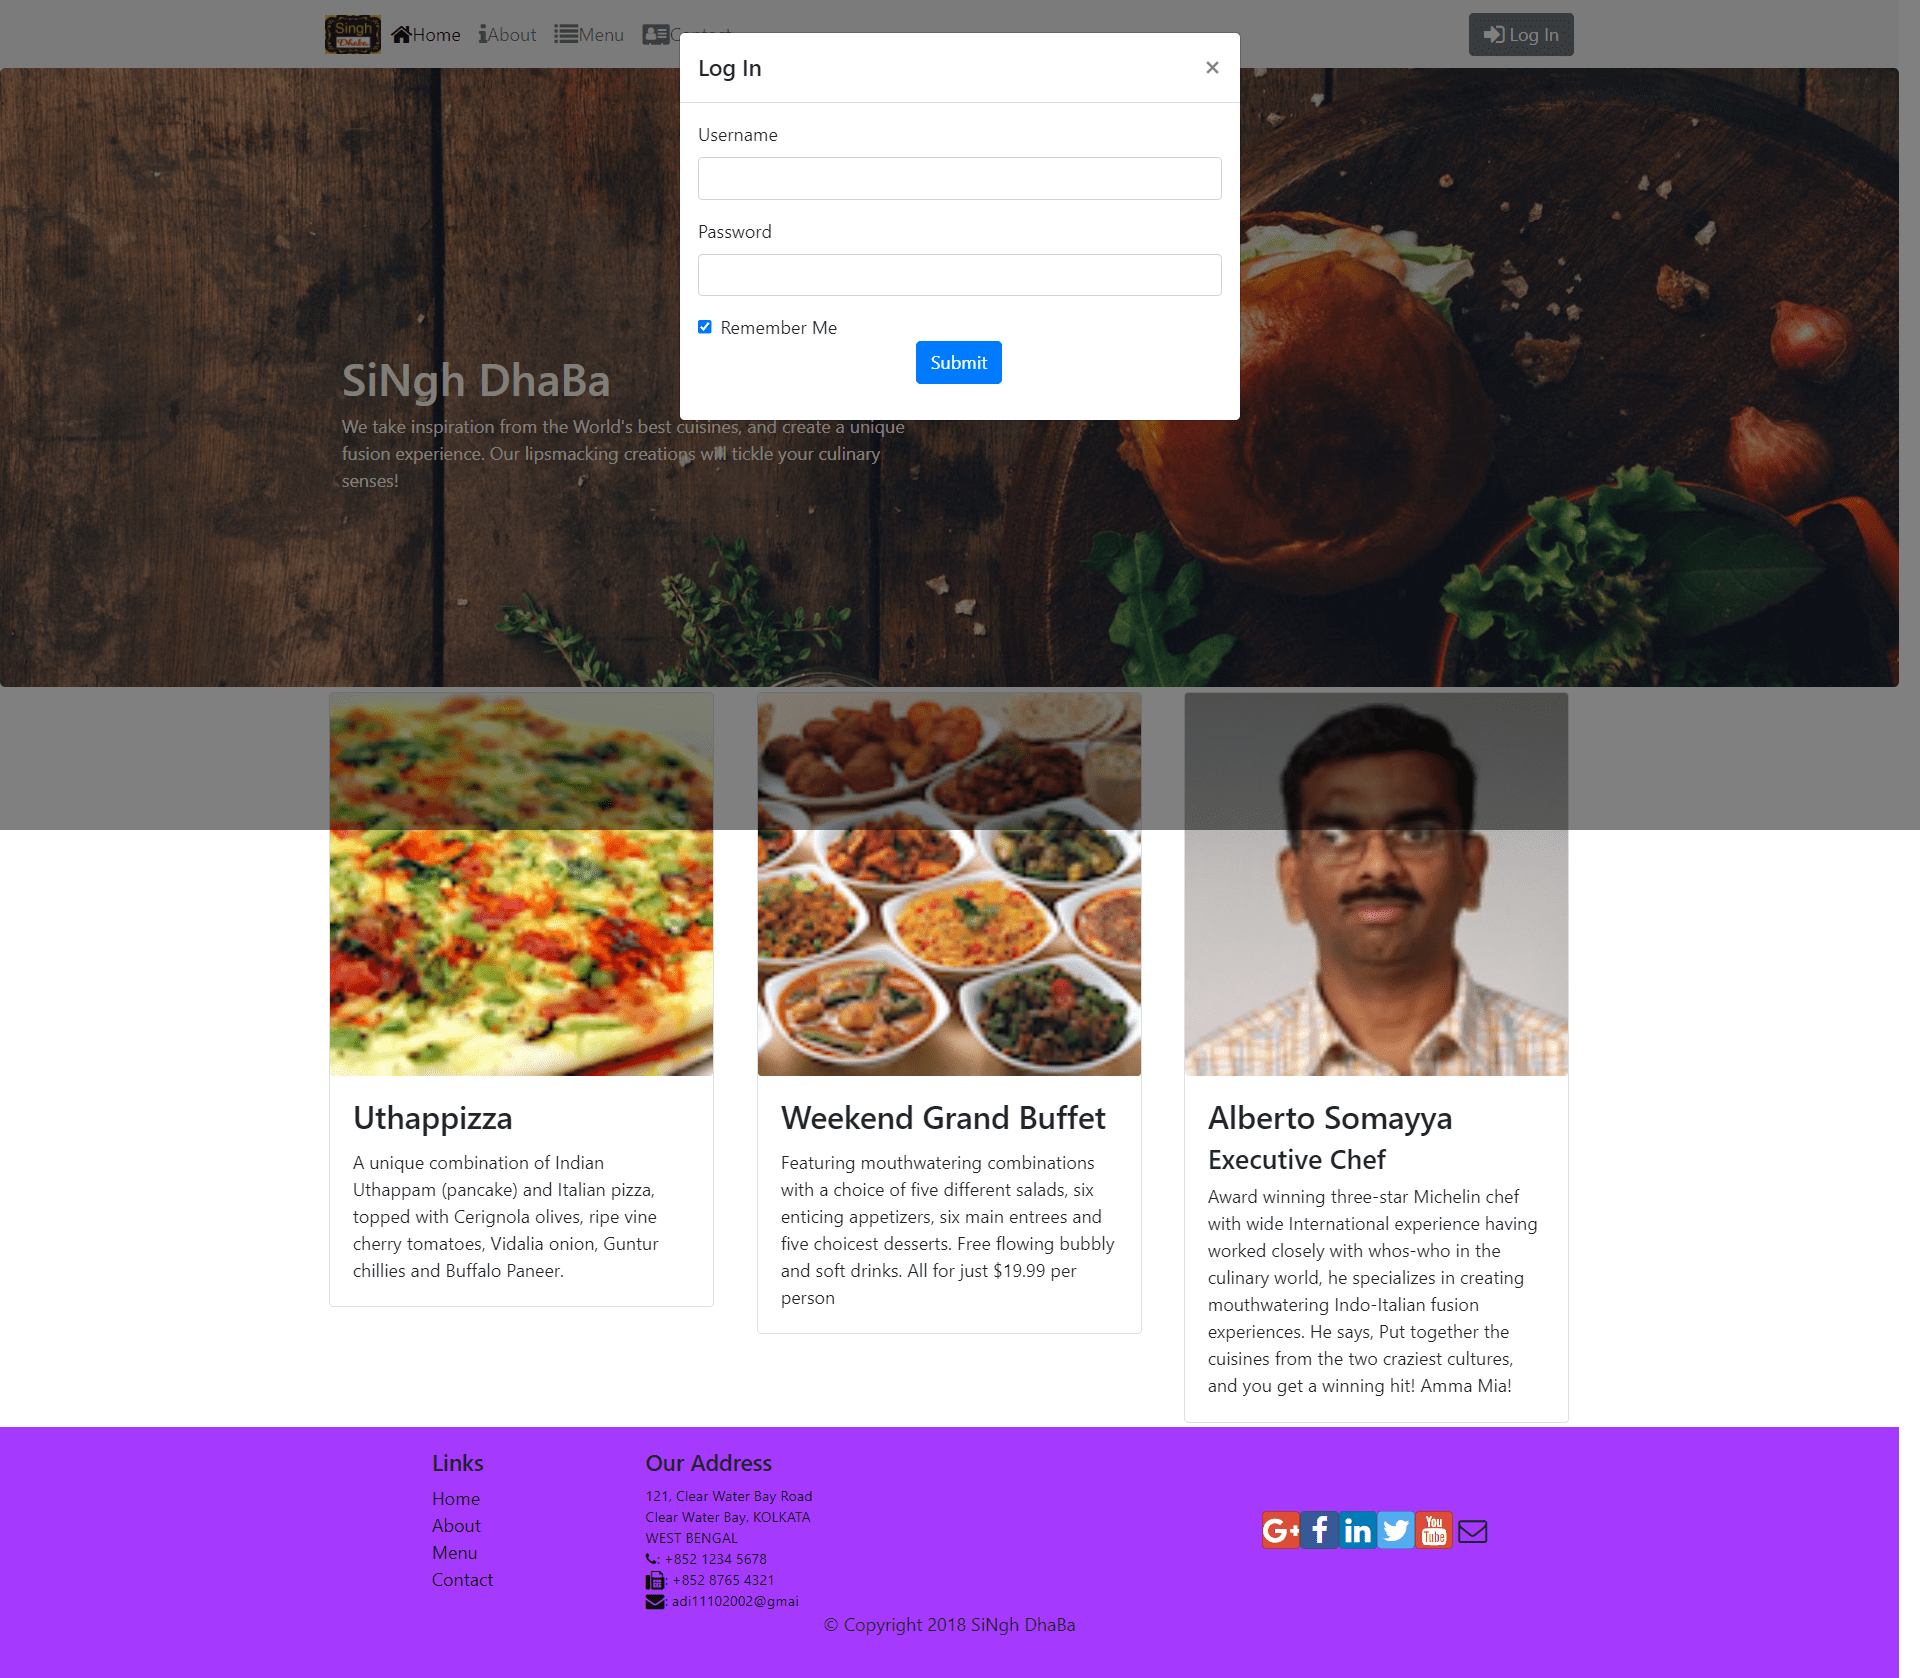 Singh
Dhaba
Home
About
Menu
Contact
Log In
Log In
×
Username
Password
Remember Me
Submit
SiNgh DhaBa
We take inspiration from the World's best cuisines, and create a unique
fusion experience. Our lipsmacking creations will tickle your culinary
senses!
Uthappizza
A unique combination of Indian
Uthappam (pancake) and Italian pizza,
topped with Cerignola olives, ripe vine
cherry tomatoes, Vidalia onion, Guntur
chillies and Buffalo Paneer.
Weekend Grand Buffet
Featuring mouthwatering combinations
with a choice of five different salads, six
enticing appetizers, six main entrees and
five choicest desserts. Free flowing bubbly
and soft drinks. All for just $19.99 per
person
Alberto Somayya
Executive Chef
Award winning three-star Michelin chef
with wide International experience having
worked closely with whos-who in the
culinary world, he specializes in creating
mouthwatering Indo-Italian fusion
experiences. He says, Put together the
cuisines from the two craziest cultures,
and you get a winning hit! Amma Mia!
Links
Home
About
Menu
Contact
Our Address
121, Clear Water Bay Road
Clear Water Bay, KOLKATA
WEST BENGAL
: +852 1234 5678
: +852 8765 4321
: adi11102002@gmai
G+ f in You Tube
© Copyright 2018 SiNgh DhaBa